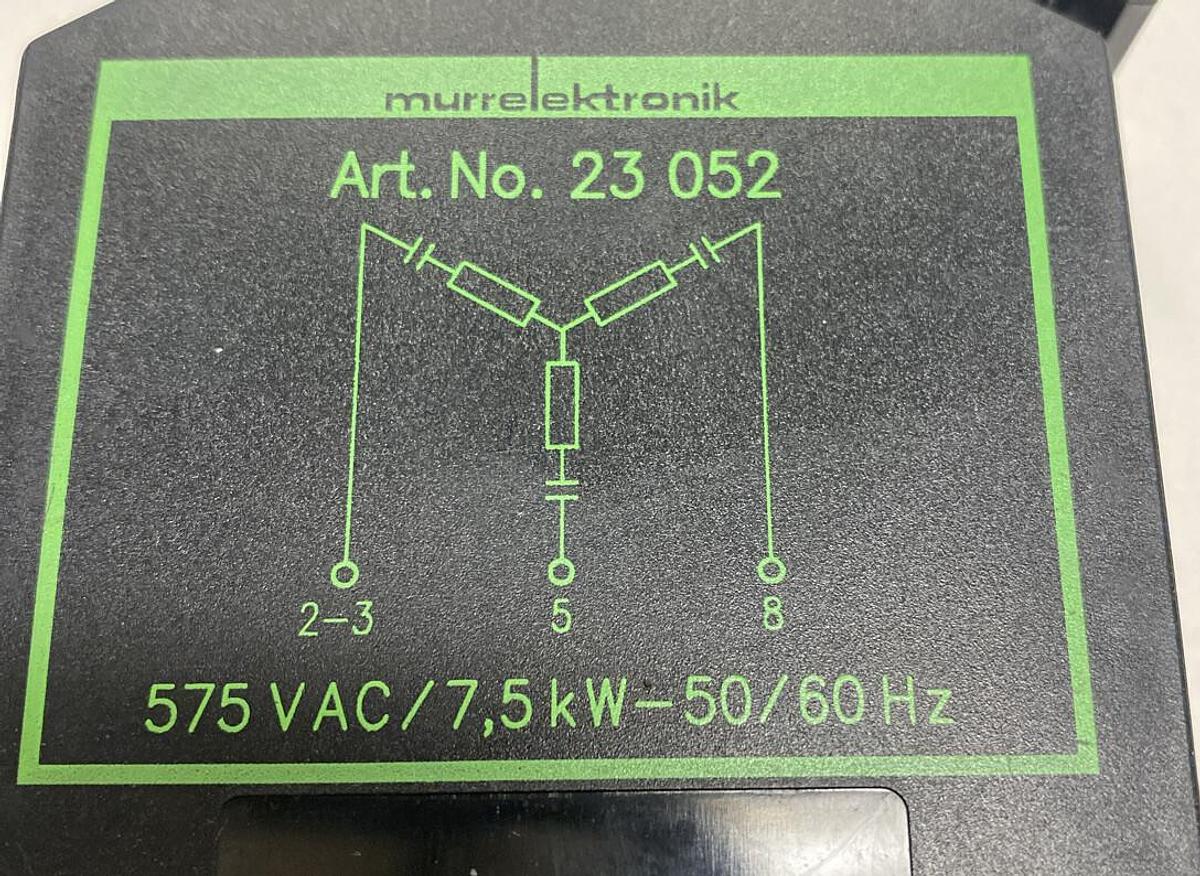 murrelektronik
Art. No. 23 052
2-3 5 8
575 VAC/7,5 kW-50/60 Hz